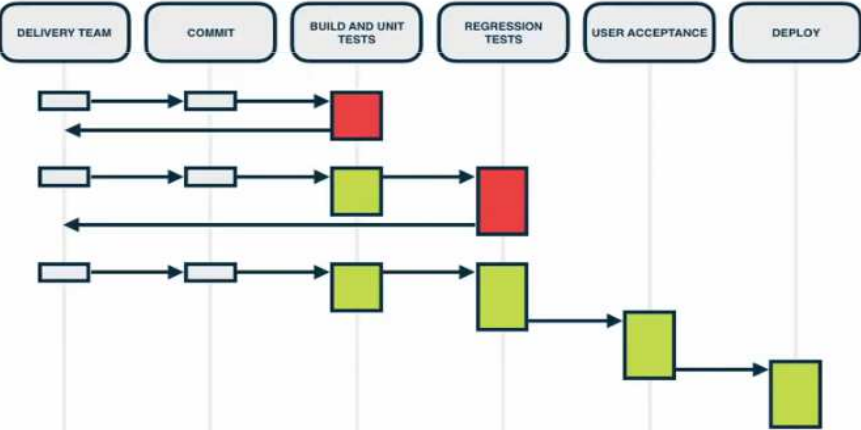 DELIVERY TEAM
COMMIT
BUILD AND UNIT
TESTS
REGRESSION
TESTS
USER ACCEPTANCE
DEPLOY